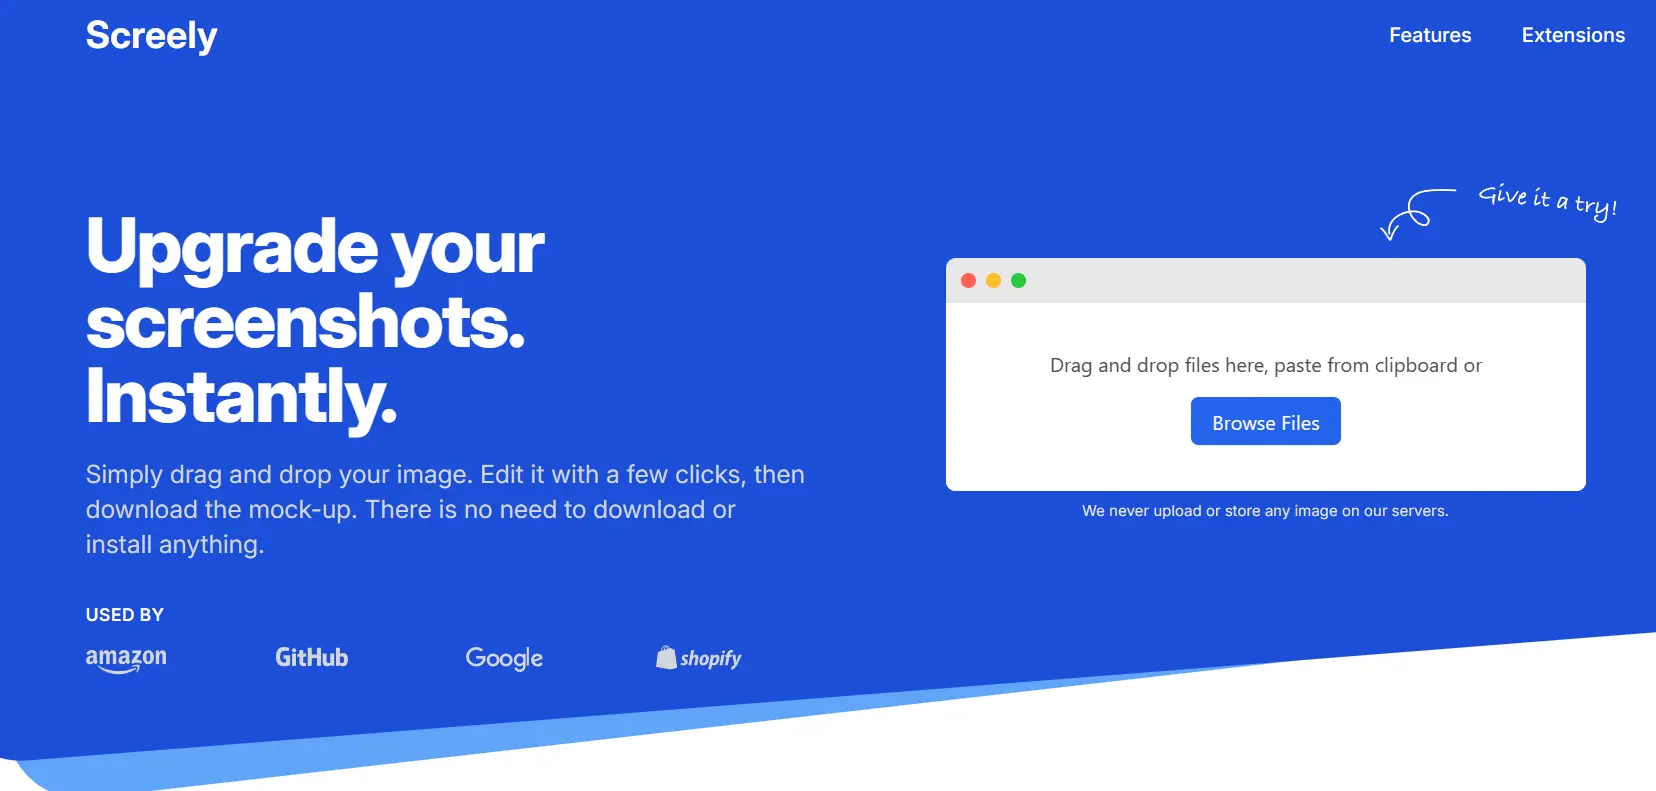 Screely
Features
Extensions
Upgrade your
screenshots.
Instantly.
Simply drag and drop your image. Edit it with a few clicks, then
download the mock-up. There is no need to download or
install anything.
USED BY
amazon
GitHub
Google
shopify
Give it a try!
Drag and drop files here, paste from clipboard or
Browse Files
We never upload or store any image on our servers.